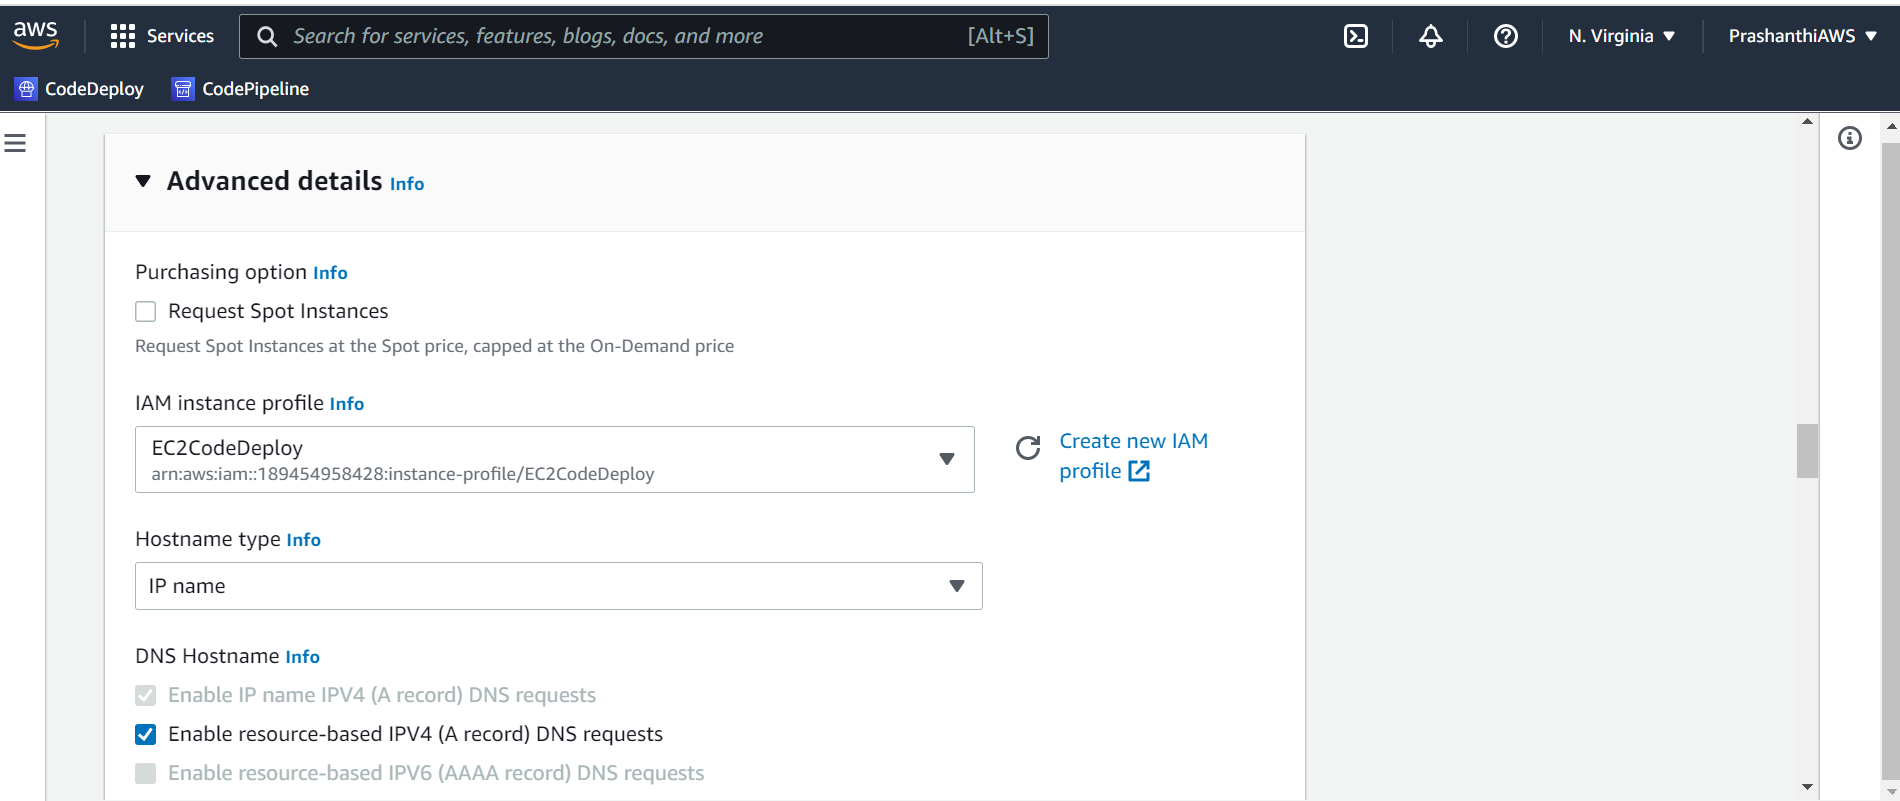 aws
Services
Search for services, features, blogs, docs, and more [Alt+S]
N. Virginia
PrashanthiAWS
CodeDeploy
CodePipeline
Advanced details Info
Purchasing option Info
Request Spot Instances
Request Spot Instances at the Spot price, capped at the On-Demand price
IAM instance profile Info
EC2CodeDeploy
arn:aws:iam::189454958428:instance-profile/EC2CodeDeploy
Create new IAM
profile
Hostname type Info
IP name
DNS Hostname Info
Enable IP name IPV4 (A record) DNS requests
Enable resource-based IPV4 (A record) DNS requests
Enable resource-based IPV6 (AAAA record) DNS requests